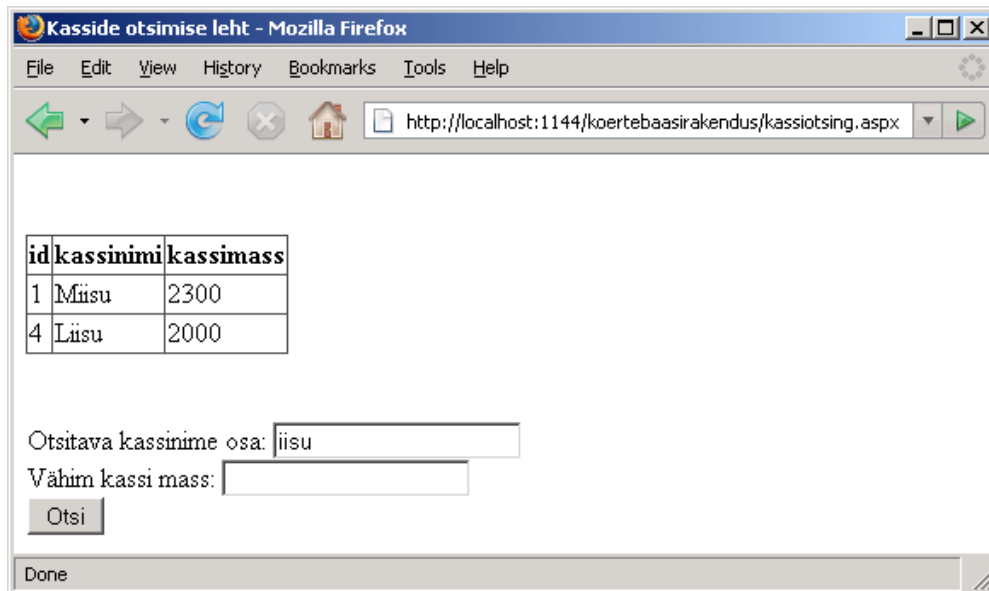 Kasside otsimise leht - Mozilla Firefox
File Edit View History Bookmarks Tools Help
http://localhost:1144/koertebaasirakendus/kassiotsing.aspx
id kassinimi kassimass
1 Miisu 2300
4 Liisu 2000
Otsitava kassinime osa: iisu
Vähim kassi mass:
Otsi
Done